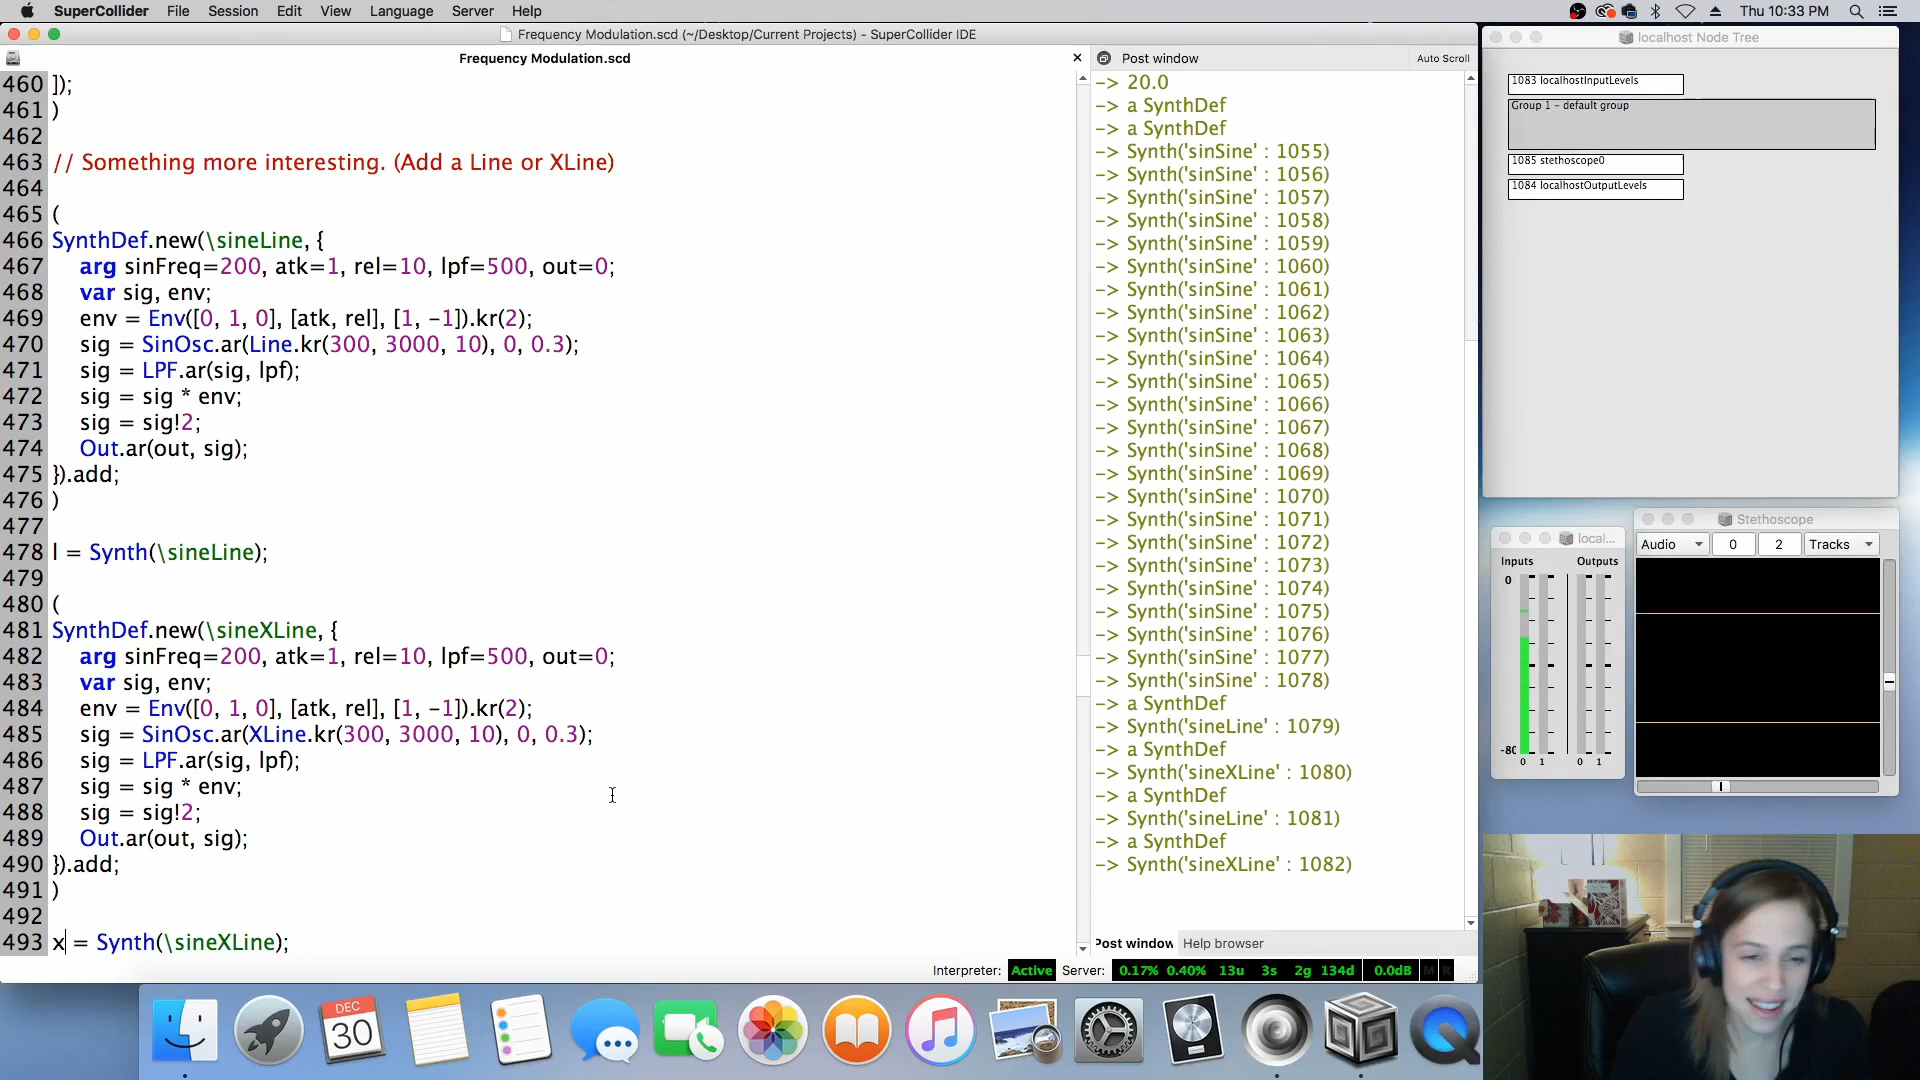 SuperCollider File Session Edit View Language Server Help
Thu 10:33 PM
Frequency Modulation.scd (~/Desktop/Current Projects) - SuperCollider IDE
Frequency Modulation.scd
460 ]);
461 )
462
463 // Something more interesting. (Add a Line or XLine)
464
465 (
466 SynthDef.new(\sineLine, {
467 arg sinFreq=200, atk=1, rel=10, lpf=500, out=0;
468 var sig, env;
469 env = Env([0, 1, 0], [atk, rel], [1, -1]).kr(2);
470 sig = SinOsc.ar(Line.kr(300, 3000, 10), 0, 0.3);
471 sig = LPF.ar(sig, lpf);
472 sig = sig * env;
473 sig = sig!2;
474 Out.ar(out, sig);
475 }).add;
476 )
477
478 l = Synth(\sineLine);
479
480 (
481 SynthDef.new(\sineXLine, {
482 arg sinFreq=200, atk=1, rel=10, lpf=500, out=0;
483 var sig, env;
484 env = Env([0, 1, 0], [atk, rel], [1, -1]).kr(2);
485 sig = SinOsc.ar(XLine.kr(300, 3000, 10), 0, 0.3);
486 sig = LPF.ar(sig, lpf);
487 sig = sig * env;
488 sig = sig!2;
489 Out.ar(out, sig);
490 }).add;
491 )
492
493 x = Synth(\sineXLine);
Post window
Auto Scroll
-> 20.0
-> a SynthDef
-> a SynthDef
-> Synth('sinSine' : 1055)
-> Synth('sinSine' : 1056)
-> Synth('sinSine' : 1057)
-> Synth('sinSine' : 1058)
-> Synth('sinSine' : 1059)
-> Synth('sinSine' : 1060)
-> Synth('sinSine' : 1061)
-> Synth('sinSine' : 1062)
-> Synth('sinSine' : 1063)
-> Synth('sinSine' : 1064)
-> Synth('sinSine' : 1065)
-> Synth('sinSine' : 1066)
-> Synth('sinSine' : 1067)
-> Synth('sinSine' : 1068)
-> Synth('sinSine' : 1069)
-> Synth('sinSine' : 1070)
-> Synth('sinSine' : 1071)
-> Synth('sinSine' : 1072)
-> Synth('sinSine' : 1073)
-> Synth('sinSine' : 1074)
-> Synth('sinSine' : 1075)
-> Synth('sinSine' : 1076)
-> Synth('sinSine' : 1077)
-> Synth('sinSine' : 1078)
-> a SynthDef
-> Synth('sineLine' : 1079)
-> a SynthDef
-> Synth('sineXLine' : 1080)
-> a SynthDef
-> Synth('sineLine' : 1081)
-> a SynthDef
-> Synth('sineXLine' : 1082)
Post window Help browser
Interpreter: Active Server: 0.17% 0.40% 13u 3s 2g 134d 0.0dB M R
localhost Node Tree
1083 localhostInputLevels
Group 1 - default group
1085 stethoscope0
1084 localhostOutputLevels
local...
Inputs Outputs
0
-80
0 1 0 1
Stethoscope
Audio 0 2 Tracks
DEC
30